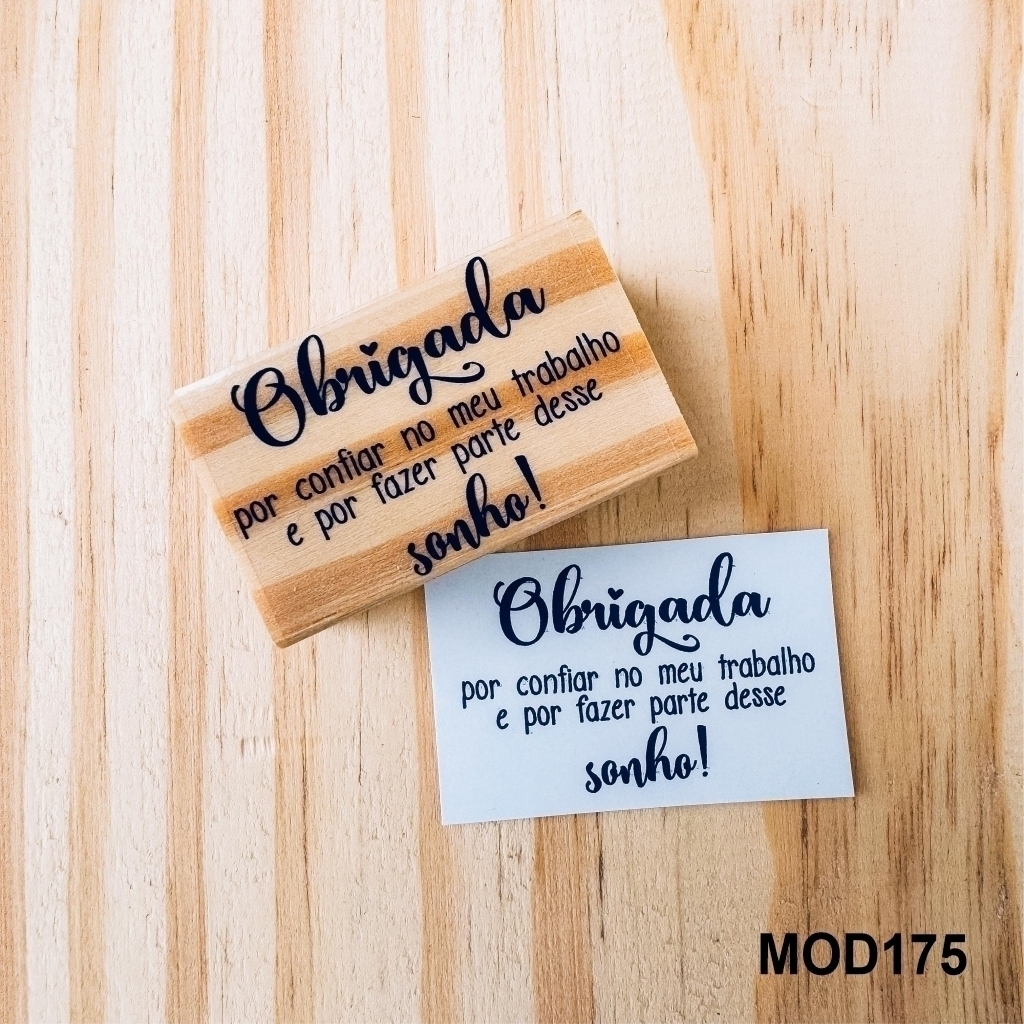 Obrigada
por confiar no meu trabalho
e por fazer parte desse
sonho!
Obrigada
por confiar no meu trabalho
e por fazer parte desse
sonho!
MOD175